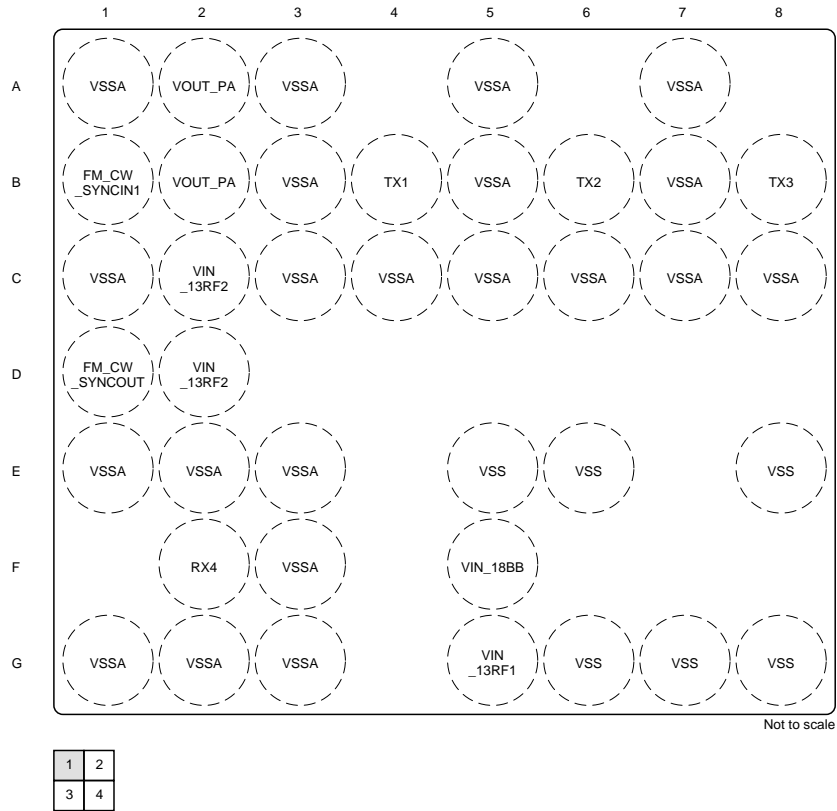 1 2 3 4 5 6 7 8
A VSSA VOUT_PA VSSA VSSA VSSA
B FM_CW
_SYNCIN1 VOUT_PA VSSA TX1 VSSA TX2 VSSA TX3
C VSSA VIN
_13RF2 VSSA VSSA VSSA VSSA VSSA VSSA
D FM_CW
_SYNCOUT VIN
_13RF2
E VSSA VSSA VSSA VSS VSS VSS
F RX4 VSSA VIN_18BB
G VSSA VSSA VSSA VIN
_13RF1 VSS VSS VSS
Not to scale
1 2
3 4